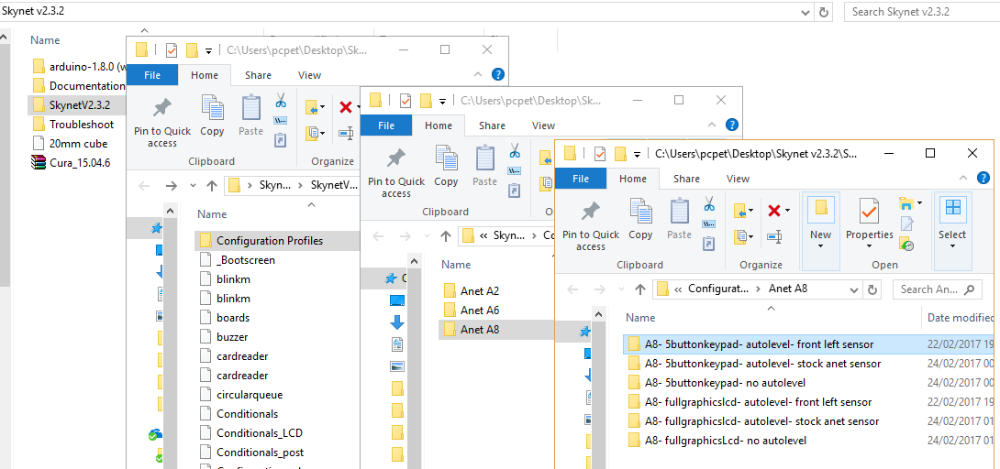 Skynet v2.3.2
Search Skynet v2.3.2
Name
arduino-1.8.0 (w
Documentation
SkynetV2.3.2
Troubleshoot
20mm cube
Cura_15.04.6
C:\Users\pcpet\Desktop\Sk...
File
Home
Share
View
Pin to Quick
access
Copy
Paste
W...
Clipboard
Organize
Skyn...
SkynetV...
Name
Configuration Profiles
_Bootscreen
blinkm
blinkm
boards
buzzer
cardreader
cardreader
circularqueue
Conditionals
Conditionals_LCD
Conditionals_post
C:\Users\pcpet\Desktop\Sk...
File
Home
Share
View
Pin to Quick
access
Copy
Paste
Clipboard
« Skyn...
Co
Name
Anet A2
Anet A6
Anet A8
C:\Users\pcpet\Desktop\Skynet v2.3.2\S...
File
Home
Share
View
Pin to Quick
access
Copy
Paste
Clipboard
Organize
New
Properties
Open
Select
« Configurat...
Anet A8
Search An...
Name
Date modified
A8- 5buttonkeypad- autolevel- front left sensor
22/02/2017 19
A8- 5buttonkeypad- autolevel- stock anet sensor
24/02/2017 00
A8- 5buttonkeypad- no autolevel
24/02/2017 00
A8- fullgraphicslcd- autolevel- front left sensor
22/02/2017 19
A8- fullgraphicslcd- autolevel- stock anet sensor
24/02/2017 01
A8- fullgraphicsLcd- no autolevel
24/02/2017 01